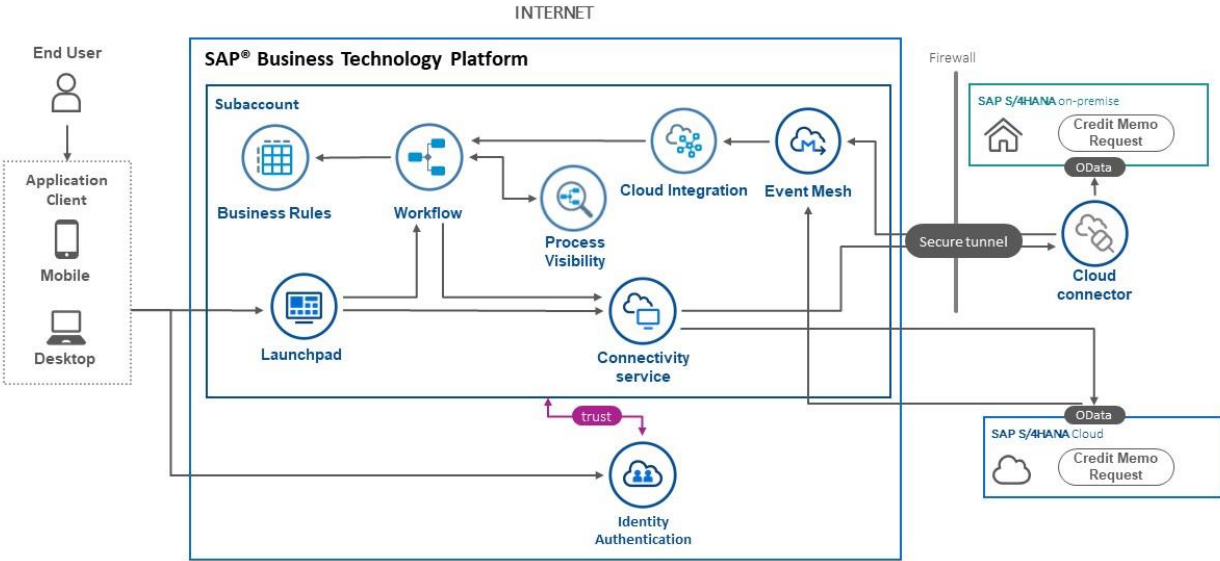 INTERNET
End User
Application
Client
Mobile
Desktop
SAP® Business Technology Platform
Subaccount
Business Rules
Workflow
Process
Visibility
Cloud Integration
Event Mesh
Launchpad
Connectivity
service
trust
Identity
Authentication
Firewall
Secure tunnel
SAP S/4HANA on-premise
Credit Memo
Request
OData
Cloud
connector
OData
SAP S/4HANA Cloud
Credit Memo
Request